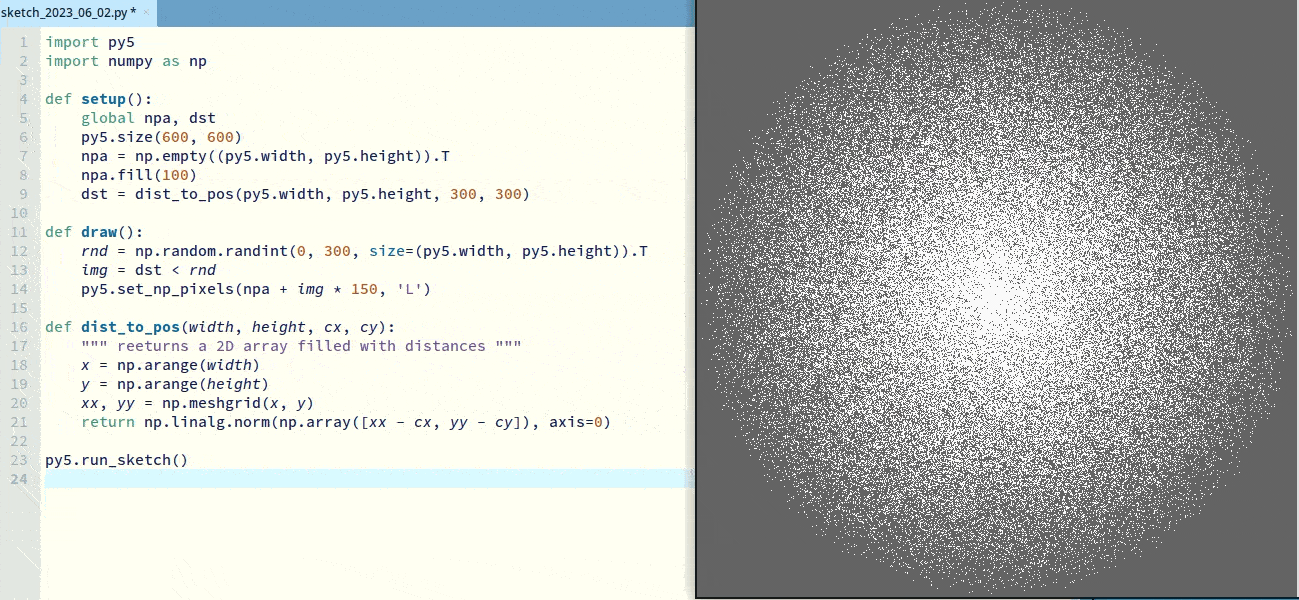 sketch_2023_06_02.py * ×
1 import py5
2 import numpy as np
3
4 def setup():
5     global npa, dst
6     py5.size(600, 600)
7     npa = np.empty((py5.width, py5.height)).T
8     npa.fill(100)
9     dst = dist_to_pos(py5.width, py5.height, 300, 300)
10
11 def draw():
12     rnd = np.random.randint(0, 300, size=(py5.width, py5.height)).T
13     img = dst < rnd
14     py5.set_np_pixels(npa + img * 150, 'L')
15
16 def dist_to_pos(width, height, cx, cy):
17     """ reeturns a 2D array filled with distances """
18     x = np.arange(width)
19     y = np.arange(height)
20     xx, yy = np.meshgrid(x, y)
21     return np.linalg.norm(np.array([xx - cx, yy - cy]), axis=0)
22
23 py5.run_sketch()
24